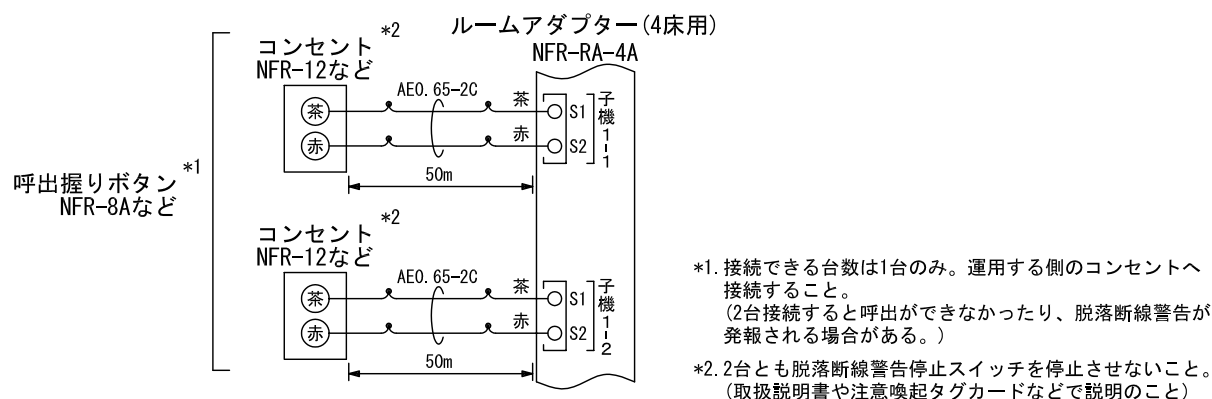 ルームアダプター(4床用)
NFR-RA-4A
コンセント *2
NFR-12など
AE0.65-2C
茶
茶
S1
赤
赤
S2
子機1-1
50m
呼出握りボタン *1
NFR-8Aなど
コンセント *2
NFR-12など
AE0.65-2C
茶
茶
S1
赤
赤
S2
子機1-2
50m
*1.接続できる台数は1台のみ。運用する側のコンセントへ
接続すること。
(2台接続すると呼出ができなかったり、脱落断線警告が
発報される場合がある。)
*2.2台とも脱落断線警告停止スイッチを停止させないこと。
(取扱説明書や注意喚起タグカードなどで説明のこと)